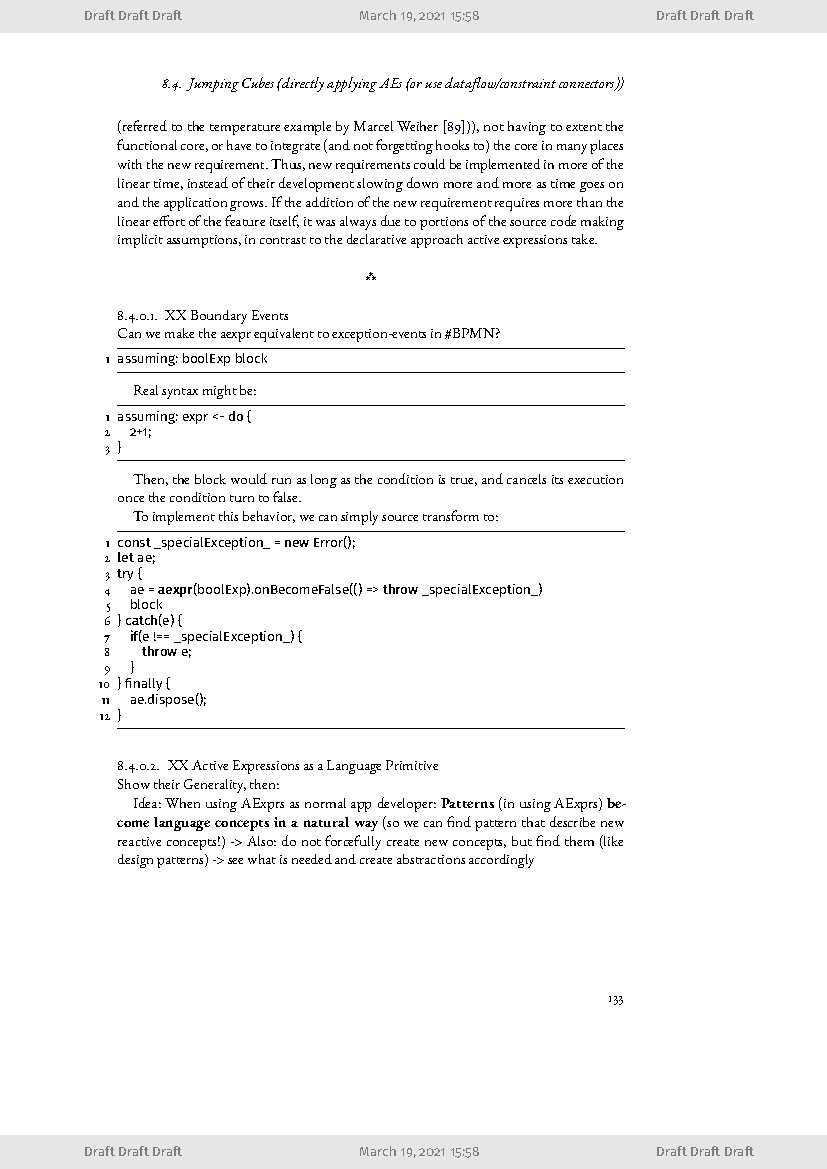 Draft Draft Draft March 19, 2021 15:58 Draft Draft Draft
8.4. Jumping Cubes (directly applying AEs (or use dataflow/constraint connectors))
(referred to the temperature example by Marcel Weiher [89])), not having to extent the
functional core, or have to integrate (and not forgetting hooks to) the core in many places
with the new requirement. Thus, new requirements could be implemented in more of the
linear time, instead of their development slowing down more and more as time goes on
and the application grows. If the addition of the new requirement requires more than the
linear effort of the feature itself, it was always due to portions of the source code making
implicit assumptions, in contrast to the declarative approach active expressions take.
⁂
8.4.0.1. XX Boundary Events
Can we make the aexpr equivalent to exception-events in #BPMN?
1 assuming: boolExp block
Real syntax might be:
1 assuming: expr <- do {
2 2+1;
3 }
Then, the block would run as long as the condition is true, and cancels its execution
once the condition turn to false.
To implement this behavior, we can simply source transform to:
1 const _specialException_ = new Error();
2 let ae;
3 try {
4 ae = aexpr(boolExp).onBecomeFalse(() => throw _specialException_)
5 block
6 } catch(e) {
7 if(e !== _specialException_) {
8 throw e;
9 }
10 } finally {
11 ae.dispose();
12 }
8.4.0.2. XX Active Expressions as a Language Primitive
Show their Generality, then:
Idea: When using AExprs as normal app developer: Patterns (in using AExprs) be-
come language concepts in a natural way (so we can find pattern that describe new
reactive concepts!) -> Also: do not forcefully create new concepts, but find them (like
design patterns) -> see what is needed and create abstractions accordingly
133
Draft Draft Draft March 19, 2021 15:58 Draft Draft Draft